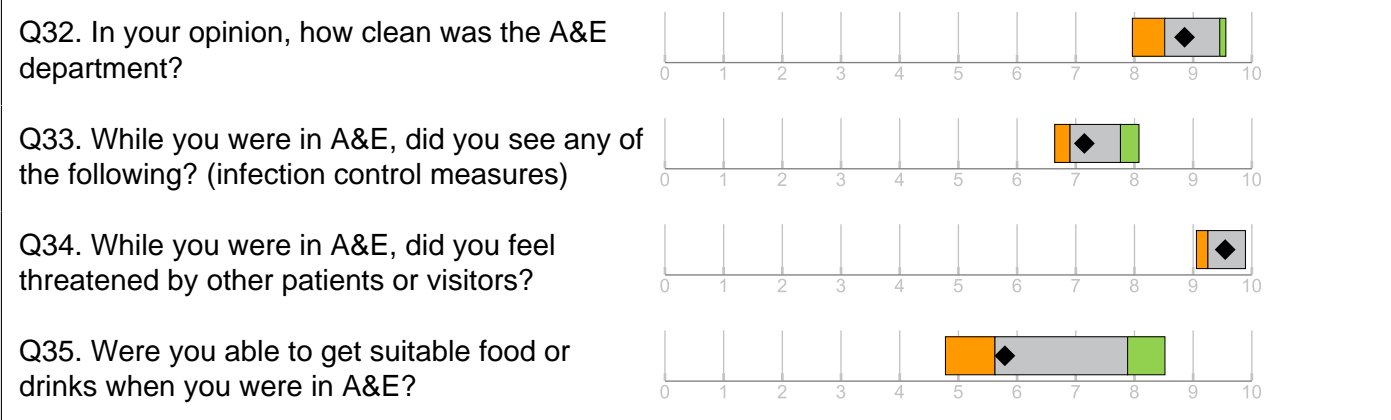 Q32. In your opinion, how clean was the A&E
department?
0 1 2 3 4 5 6 7 8 9 10
Q33. While you were in A&E, did you see any of
the following? (infection control measures)
0 1 2 3 4 5 6 7 8 9 10
Q34. While you were in A&E, did you feel
threatened by other patients or visitors?
0 1 2 3 4 5 6 7 8 9 10
Q35. Were you able to get suitable food or
drinks when you were in A&E?
0 1 2 3 4 5 6 7 8 9 10